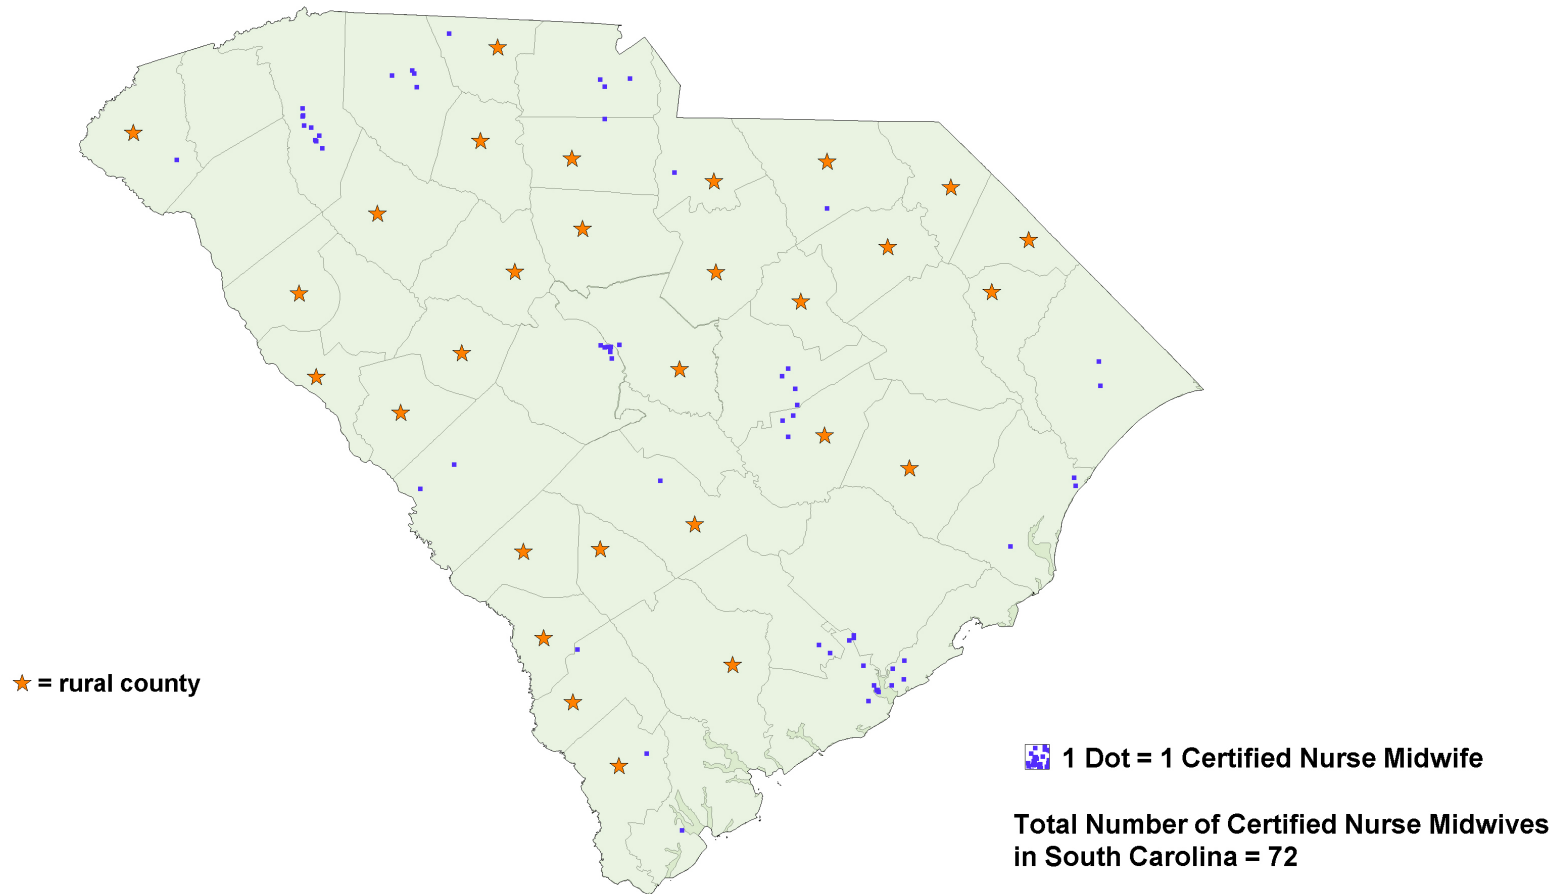 = rural county
1 Dot = 1 Certified Nurse Midwife
Total Number of Certified Nurse Midwives
in South Carolina = 72